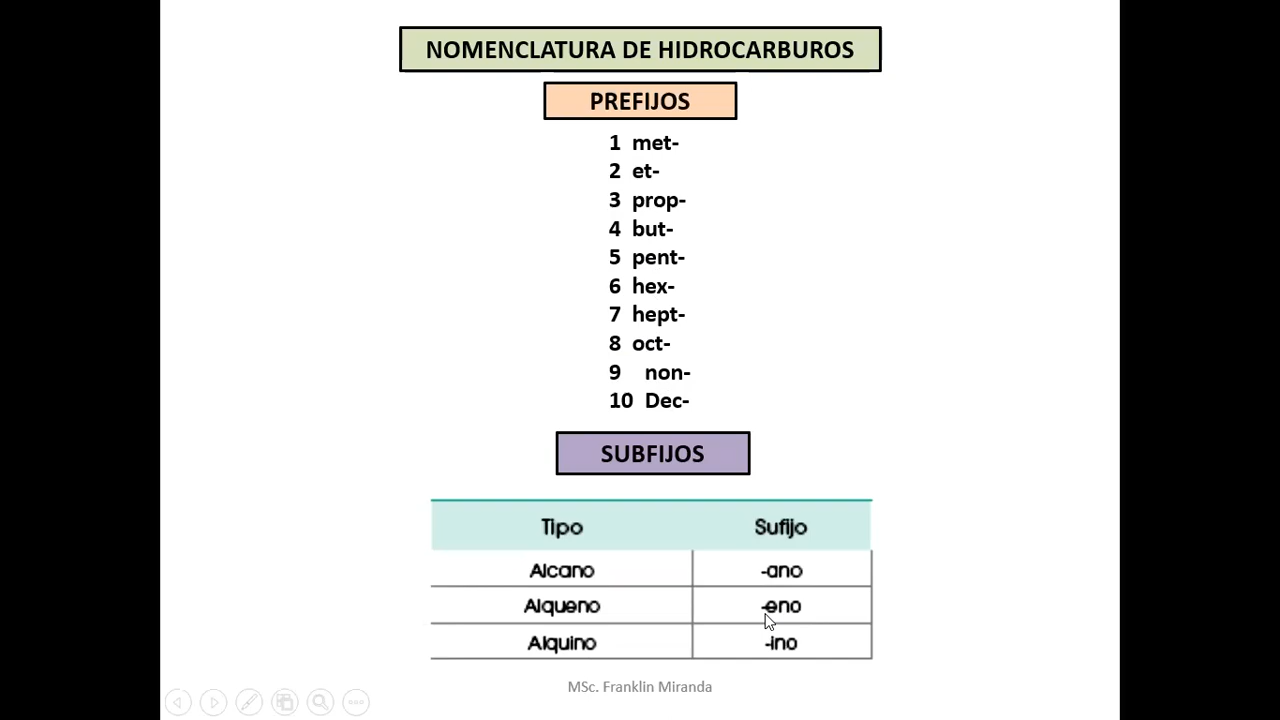 NOMENCLATURA DE HIDROCARBUROS
PREFIJOS
1 met-
2 et-
3 prop-
4 but-
5 pent-
6 hex-
7 hept-
8 oct-
9 non-
10 Dec-
SUBFIJOS
Tipo Sufijo
Alcano -ano
Alqueno -eno
Alquino -ino
MSc. Franklin Miranda